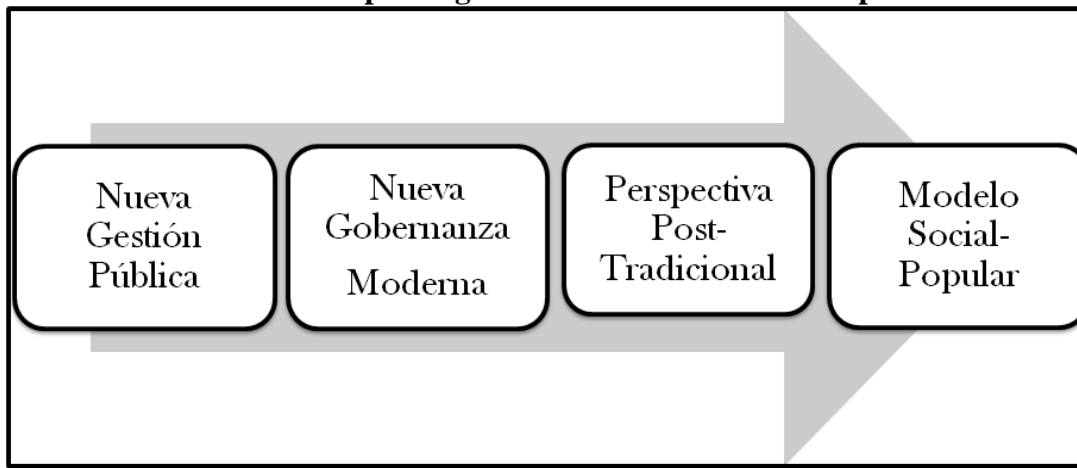 Nueva
Gestión
Pública
Nueva
Gobernanza
Moderna
Perspectiva
Post-
Tradicional
Modelo
Social-
Popular